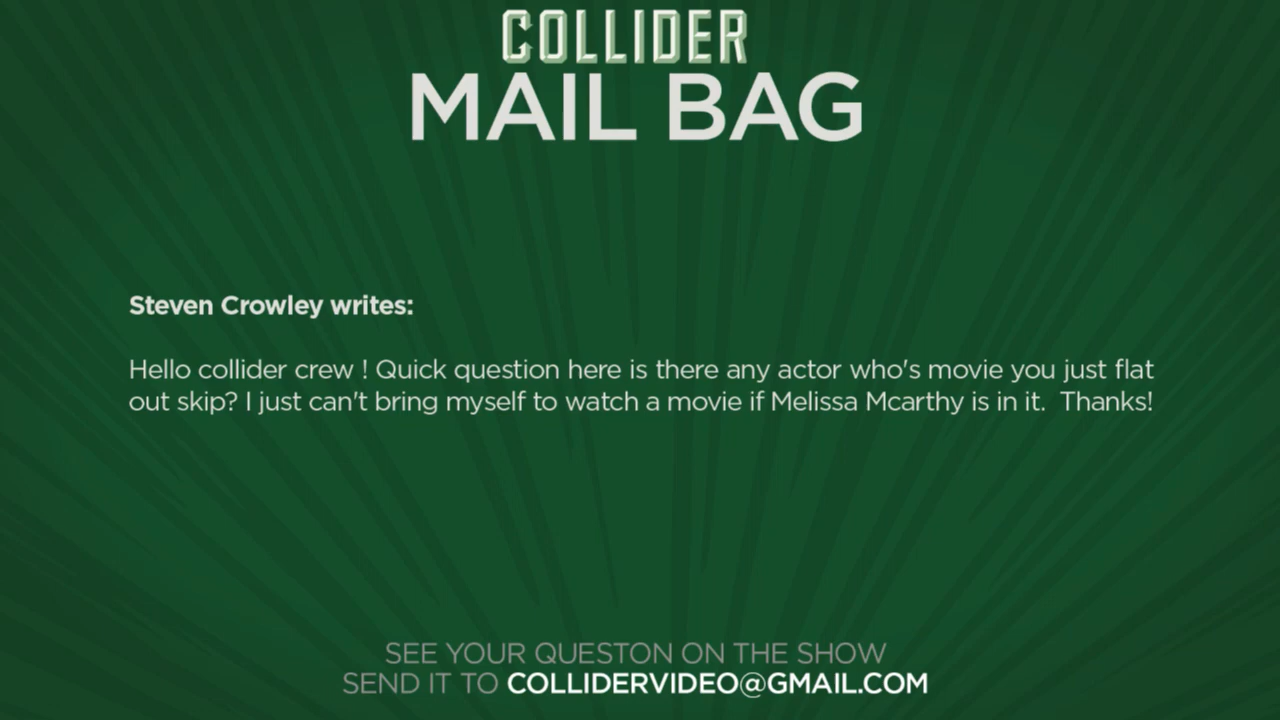 COLLIDER
MAIL BAG
Steven Crowley writes:
Hello collider crew ! Quick question here is there any actor who's movie you just flat
out skip? I just can't bring myself to watch a movie if Melissa Mcarthy is in it.  Thanks!
SEE YOUR QUESTON ON THE SHOW
SEND IT TO COLLIDERVIDEO@GMAIL.COM